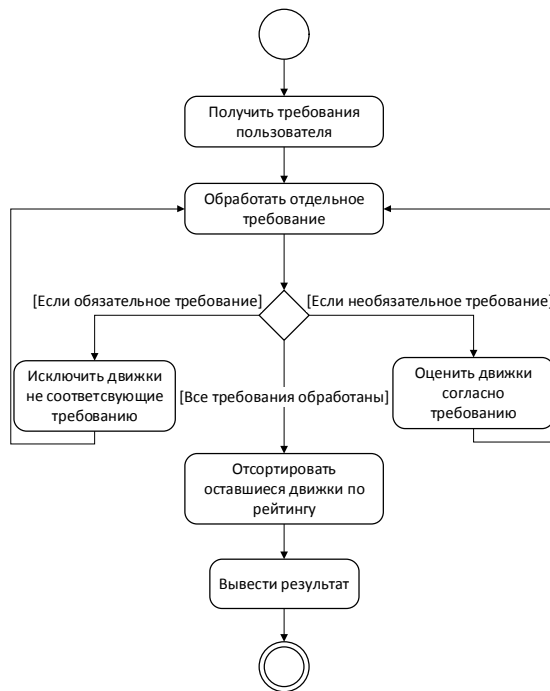 Получить требования
пользователя
Обработать отдельное
требование
[Если обязательное требование]
[Если необязательное требование]
Исключить движки
не соответсвующие
требованию
[Все требования обработаны]
Оценить движки
согласно
требованию
Отсортировать
оставшиеся движки по
рейтингу
Вывести результат